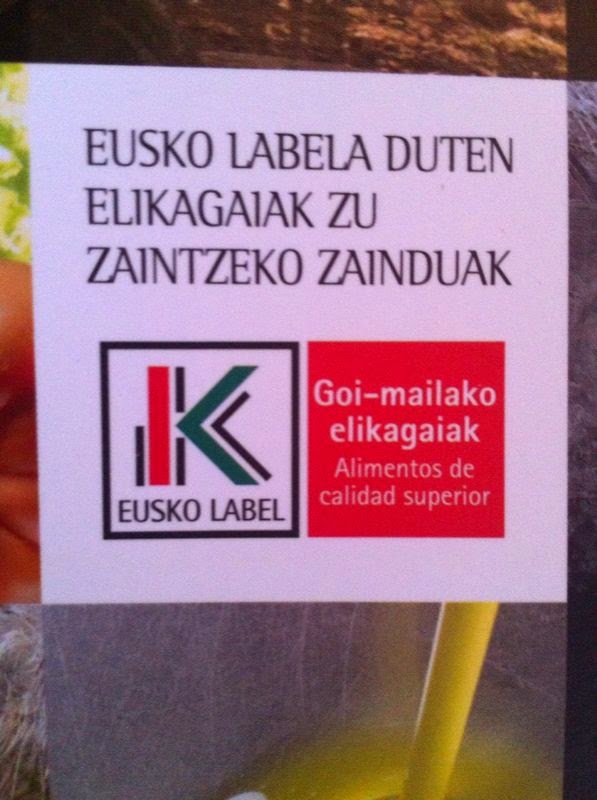 EUSKO LABELA DUTEN
ELIKAGAIAK ZU
ZAINTZEKO ZAINDUAK
K
EUSKO LABEL
Goi-mailako
elikagaiak
Alimentos de
calidad superior